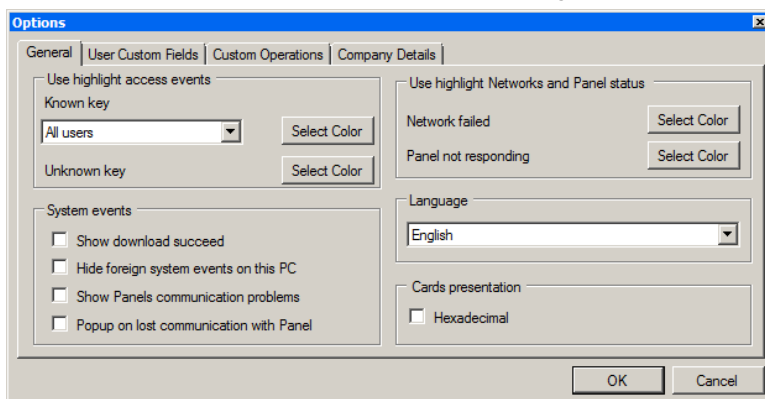 Options
General User Custom Fields Custom Operations Company Details
Use highlight access events
Known key
All users Select Color
Unknown key Select Color
System events
Show download succeed
Hide foreign system events on this PC
Show Panels communication problems
Popup on lost communication with Panel
Use highlight Networks and Panel status
Network failed Select Color
Panel not responding Select Color
Language
English
Cards presentation
Hexadecimal
OK Cancel